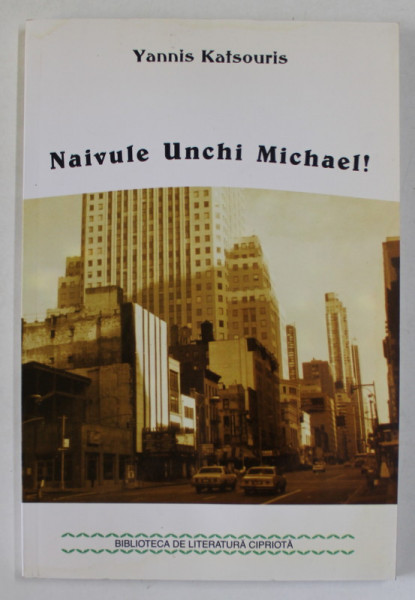 Yannis Katsouris
Naivule Unchi Michael!
BIBLIOTECA DE LITERATURĂ CIPRIOTĂ